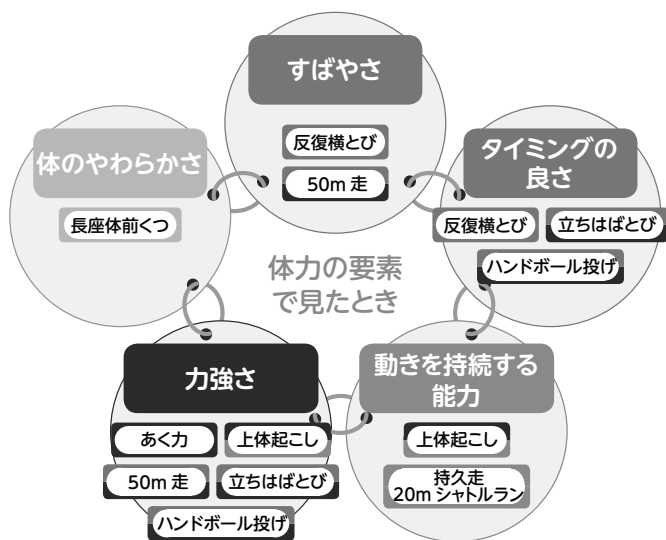 すばやさ
反復横とび
50m 走
体のやわらかさ
長座体前くつ
タイミングの
良さ
反復横とび
立ちはばとび
ハンドボール投げ
体力の要素
で見たとき
力強さ
あく力
上体起こし
50m 走
立ちはばとび
ハンドボール投げ
動きを持続する
能力
上体起こし
持久走
20m シャトルラン